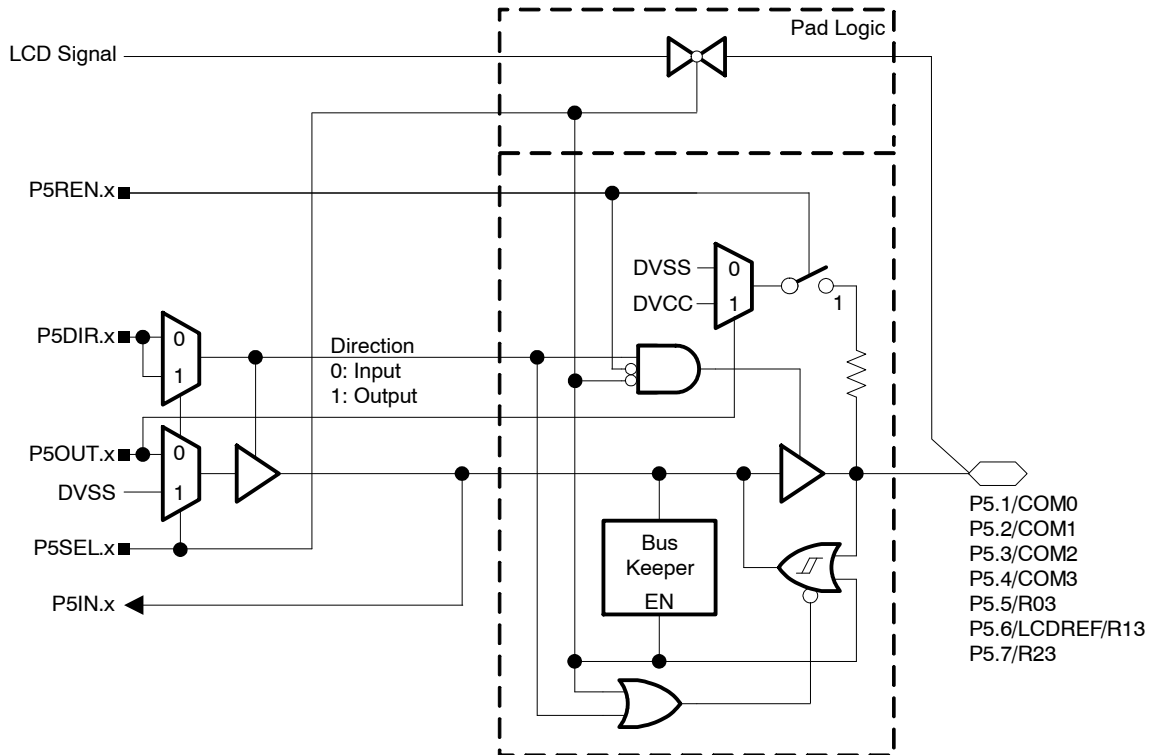 Pad Logic
LCD Signal
P5REN.x
DVSS
0
DVCC
1
1
P5DIR.x
0
1
Direction
0: Input
1: Output
P5OUT.x
0
DVSS
1
P5SEL.x
P5IN.x
Bus
Keeper
EN
P5.1/COM0
P5.2/COM1
P5.3/COM2
P5.4/COM3
P5.5/R03
P5.6/LCDREF/R13
P5.7/R23